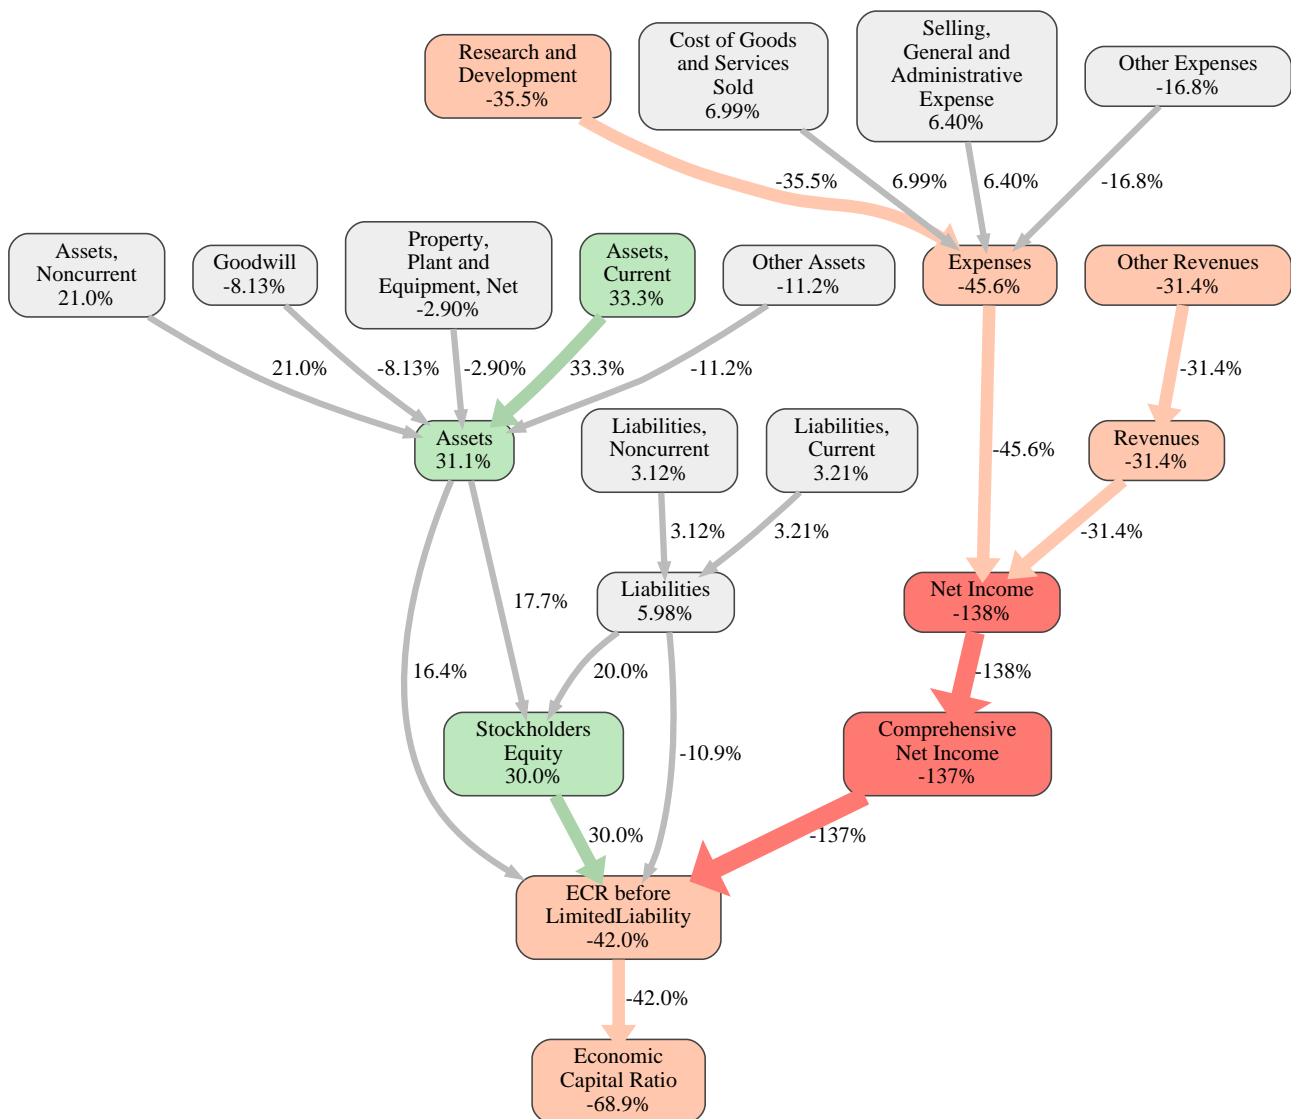 Research and
Development
-35.5%
Cost of Goods
and Services
Sold
6.99%
Selling,
General and
Administrative
Expense
6.40%
Other Expenses
-16.8%
-35.5%
6.99%
6.40%
-16.8%
Assets,
Noncurrent
21.0%
Goodwill
-8.13%
Property,
Plant and
Equipment, Net
-2.90%
Assets,
Current
33.3%
Other Assets
-11.2%
Expenses
-45.6%
Other Revenues
-31.4%
21.0%
-8.13%
-2.90%
33.3%
-11.2%
-31.4%
Assets
31.1%
Liabilities,
Noncurrent
3.12%
Liabilities,
Current
3.21%
-45.6%
Revenues
-31.4%
3.12%
3.21%
-31.4%
17.7%
Liabilities
5.98%
Net Income
-138%
16.4%
20.0%
-138%
Stockholders
Equity
30.0%
-10.9%
Comprehensive
Net Income
-137%
30.0%
-137%
ECR before
LimitedLiability
-42.0%
-42.0%
Economic
Capital Ratio
-68.9%